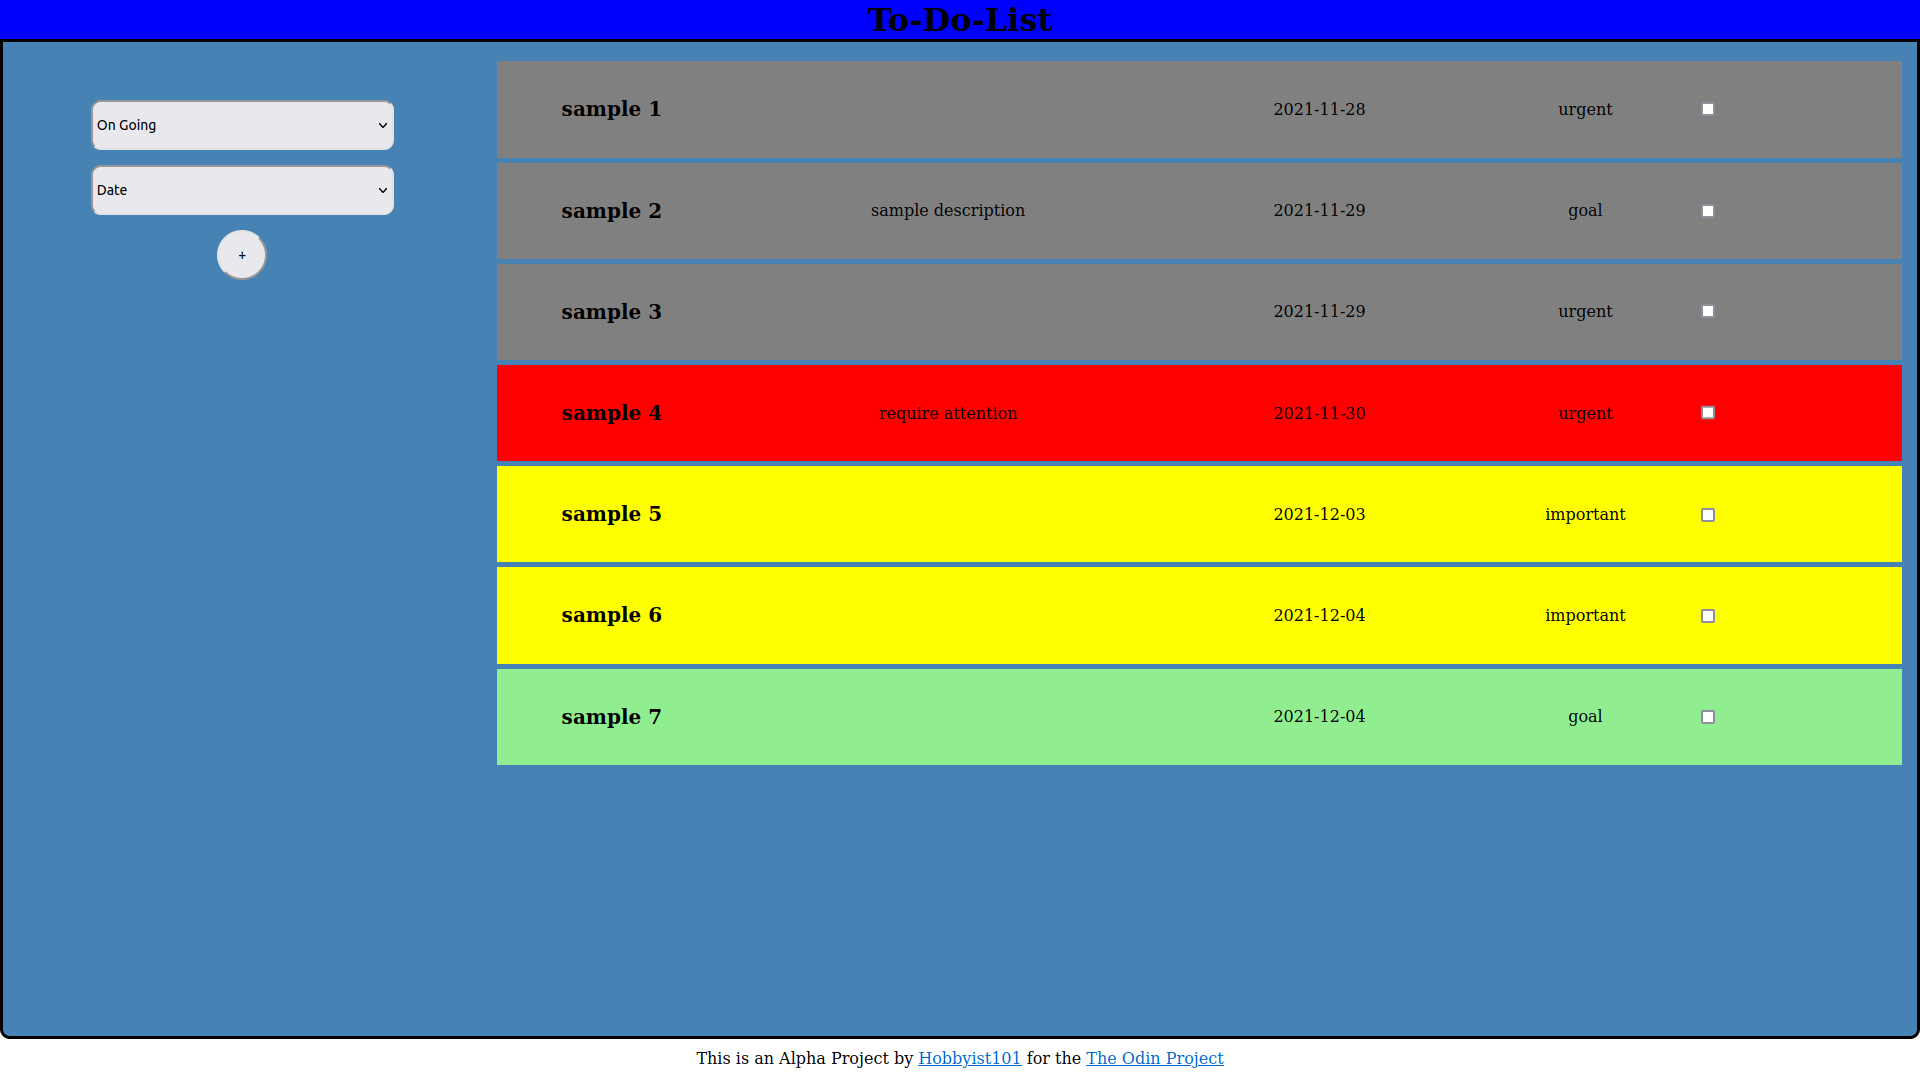 To-Do-List
On Going
Date
+
sample 1 2021-11-28 urgent
sample 2 sample description 2021-11-29 goal
sample 3 2021-11-29 urgent
sample 4 require attention 2021-11-30 urgent
sample 5 2021-12-03 important
sample 6 2021-12-04 important
sample 7 2021-12-04 goal
This is an Alpha Project by Hobbyist101 for the The Odin Project